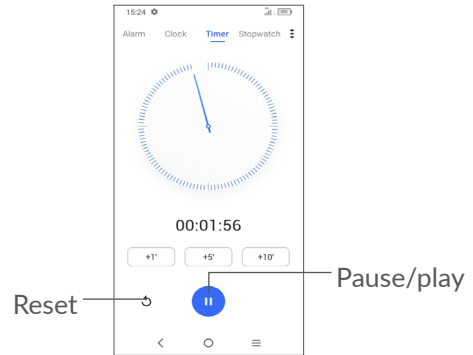 15:24
Alarm Clock Timer Stopwatch
00:01:56
+1' +5' +10'
Pause/play
Reset